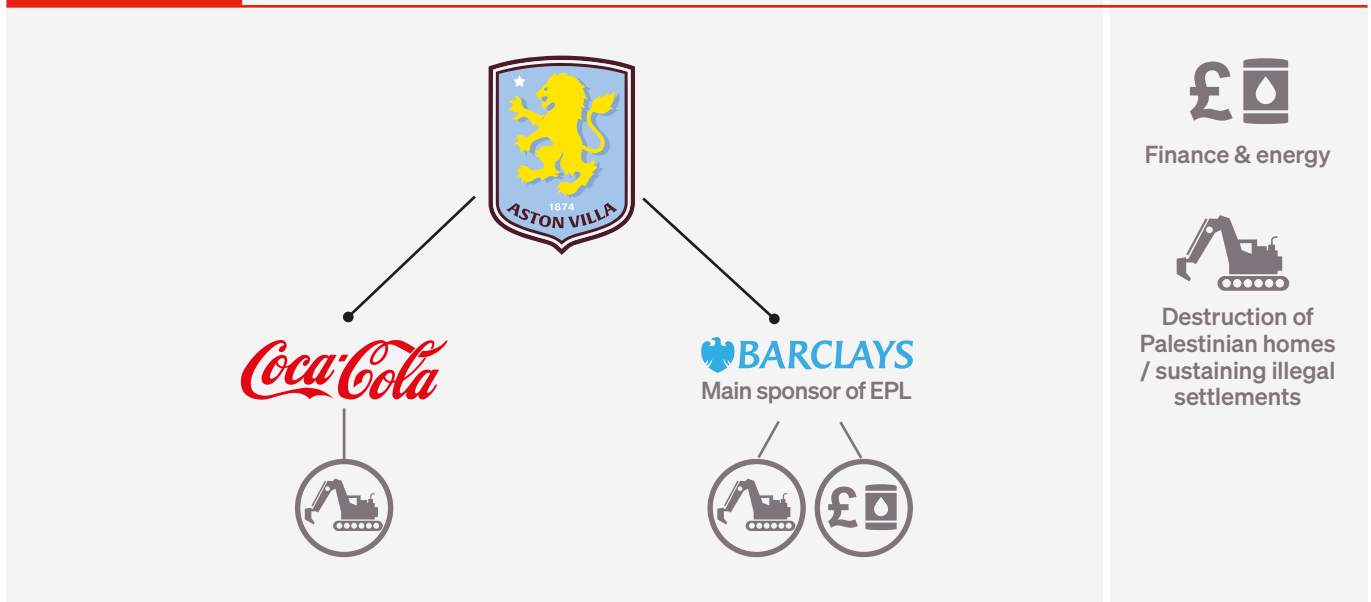 1874
ASTON VILLA
Coca-Cola
BARCLAYS
Main sponsor of EPL
£
£
Finance & energy
Destruction of
Palestinian homes
/ sustaining illegal
settlements